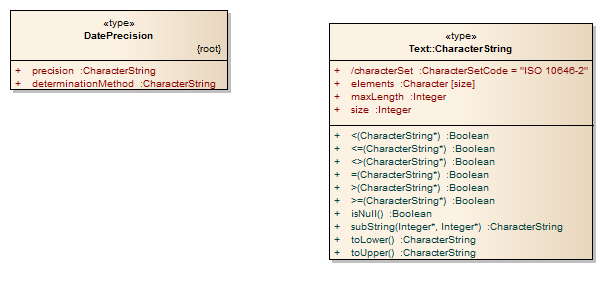 «type»
DatePrecision
{root}
+ precision :CharacterString
+ determinationMethod :CharacterString
«type»
Text::CharacterString
+ /characterSet :CharacterSetCode = "ISO 10646-2"
+ elements :Character [size]
+ maxLength :Integer
+ size :Integer
+ <(CharacterString*) :Boolean
+ <=(CharacterString*) :Boolean
+ <>(CharacterString*) :Boolean
+ =(CharacterString*) :Boolean
+ >(CharacterString*) :Boolean
+ >=(CharacterString*) :Boolean
+ isNull() :Boolean
+ subString(Integer*, Integer*) :CharacterString
+ toLower() :CharacterString
+ toUpper() :CharacterString